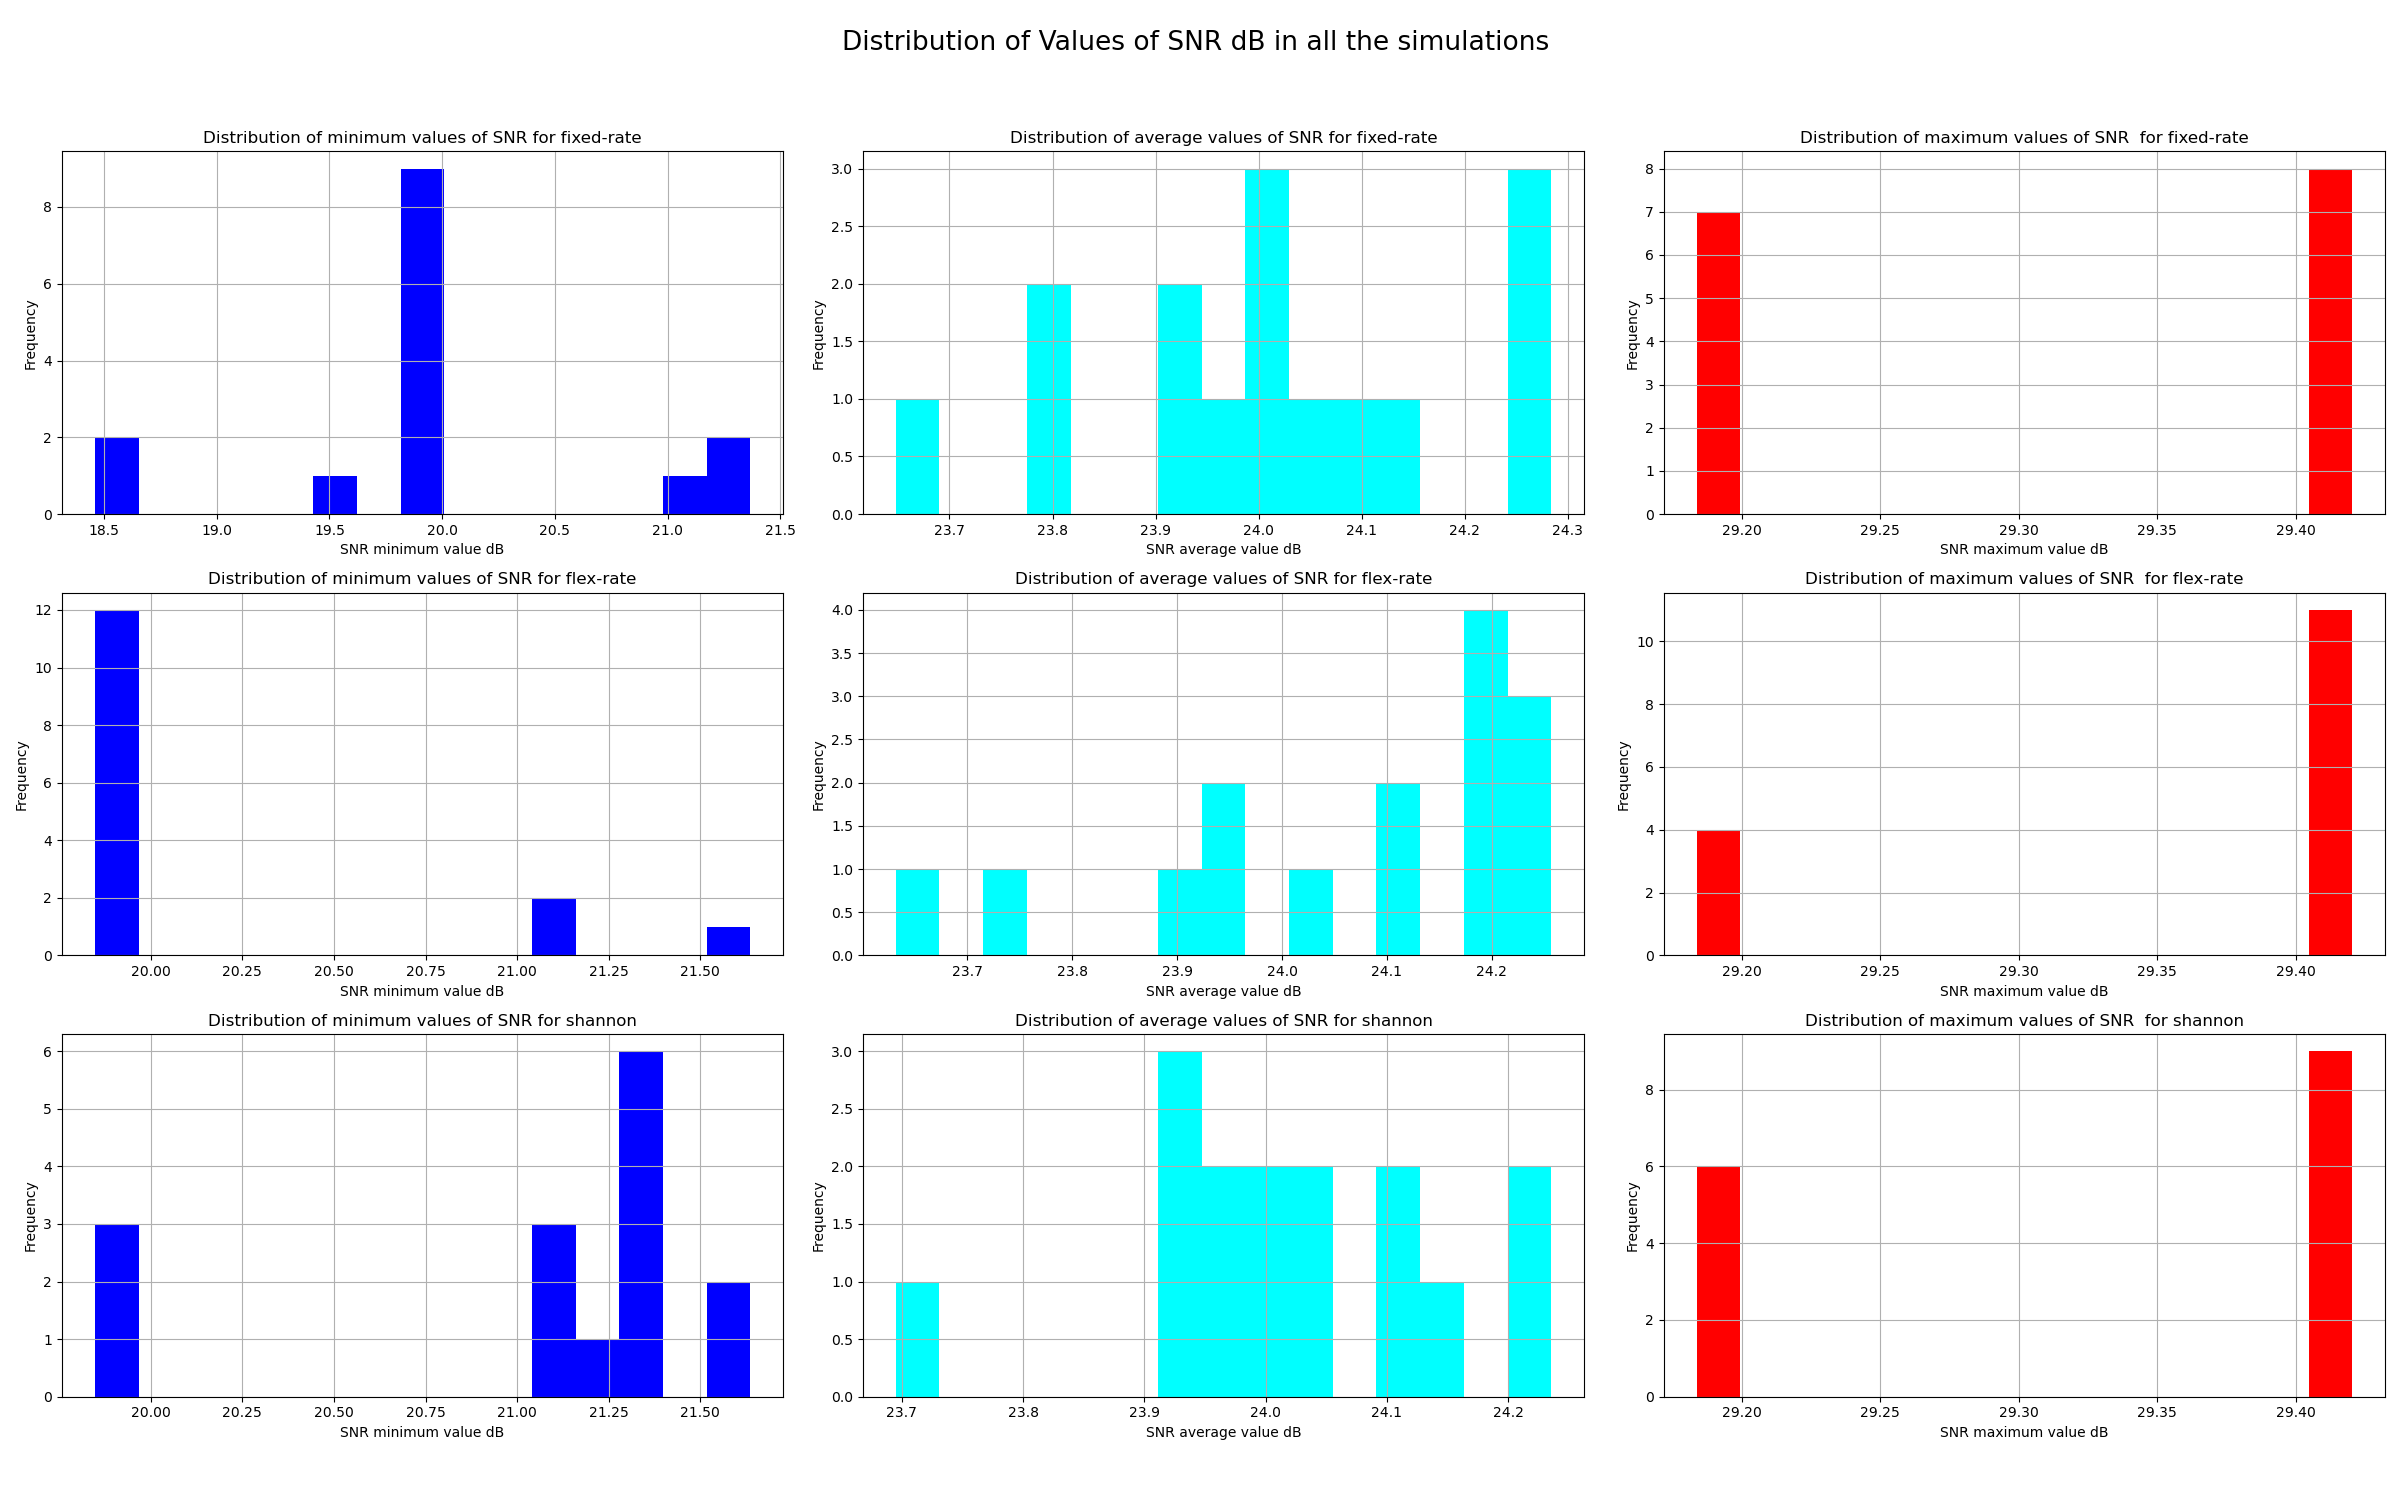 Distribution of Values of SNR dB in all the simulations
Distribution of minimum values of SNR for fixed-rate
Frequency
8
6
4
2
0
18.5 19.0 19.5 20.0 20.5 21.0 21.5
SNR minimum value dB
Distribution of average values of SNR for fixed-rate
Frequency
3.0
2.5
2.0
1.5
1.0
0.5
0.0
23.7 23.8 23.9 24.0 24.1 24.2 24.3
SNR average value dB
Distribution of maximum values of SNR  for fixed-rate
Frequency
8
7
6
5
4
3
2
1
0
29.20 29.25 29.30 29.35 29.40
SNR maximum value dB
Distribution of minimum values of SNR for flex-rate
Frequency
12
10
8
6
4
2
0
20.00 20.25 20.50 20.75 21.00 21.25 21.50
SNR minimum value dB
Distribution of average values of SNR for flex-rate
Frequency
4.0
3.5
3.0
2.5
2.0
1.5
1.0
0.5
0.0
23.7 23.8 23.9 24.0 24.1 24.2
SNR average value dB
Distribution of maximum values of SNR  for flex-rate
Frequency
10
8
6
4
2
0
29.20 29.25 29.30 29.35 29.40
SNR maximum value dB
Distribution of minimum values of SNR for shannon
Frequency
6
5
4
3
2
1
0
20.00 20.25 20.50 20.75 21.00 21.25 21.50
SNR minimum value dB
Distribution of average values of SNR for shannon
Frequency
3.0
2.5
2.0
1.5
1.0
0.5
0.0
23.7 23.8 23.9 24.0 24.1 24.2
SNR average value dB
Distribution of maximum values of SNR  for shannon
Frequency
8
6
4
2
0
29.20 29.25 29.30 29.35 29.40
SNR maximum value dB